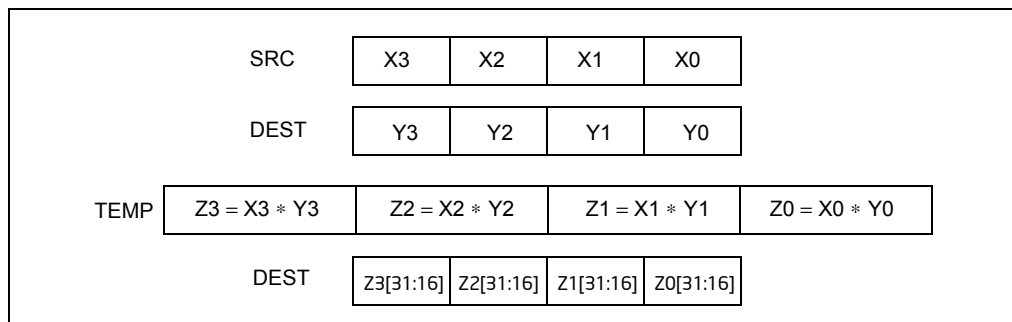 SRC X3 X2 X1 X0
DEST Y3 Y2 Y1 Y0
TEMP Z3 = X3 ∗ Y3 Z2 = X2 ∗ Y2 Z1 = X1 ∗ Y1 Z0 = X0 ∗ Y0
DEST Z3[31:16] Z2[31:16] Z1[31:16] Z0[31:16]